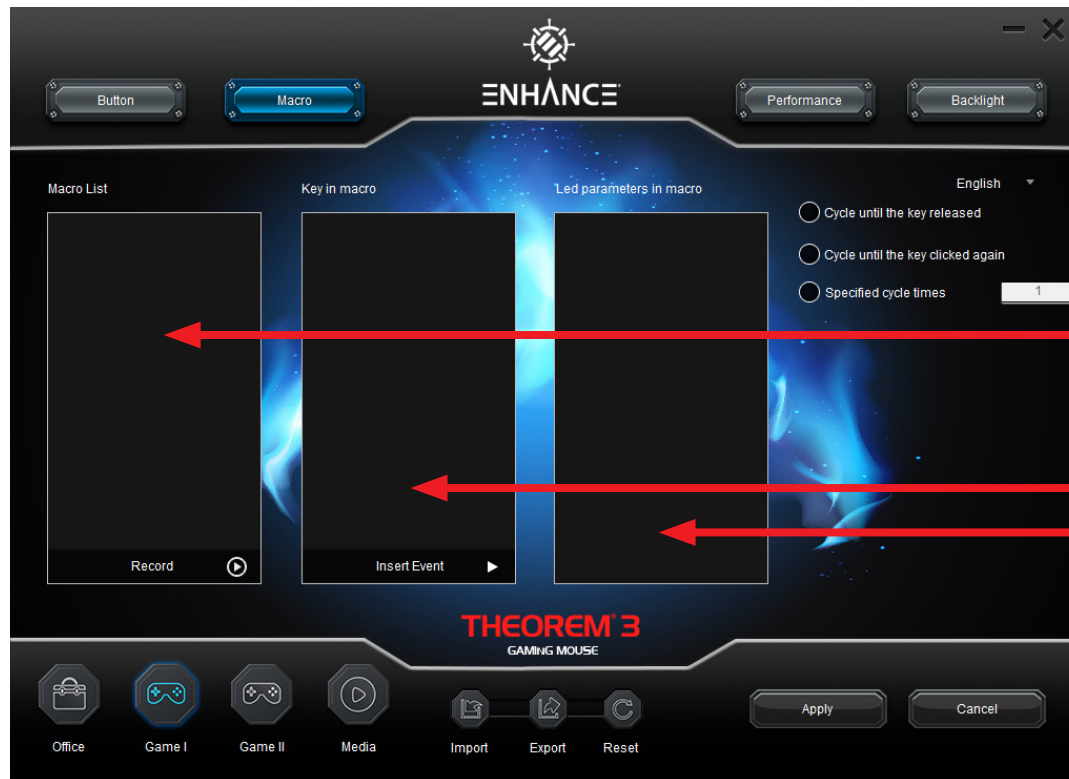 ENHANCE
Button
Macro
Performance
Backlight
Macro List
Key in macro
Led parameters in macro
English
Cycle until the key released
Cycle until the key clicked again
Specified cycle times
1
Record
Insert Event
THEOREM® 3
GAMING MOUSE
Office
Game I
Game II
Media
Import
Export
Reset
Apply
Cancel